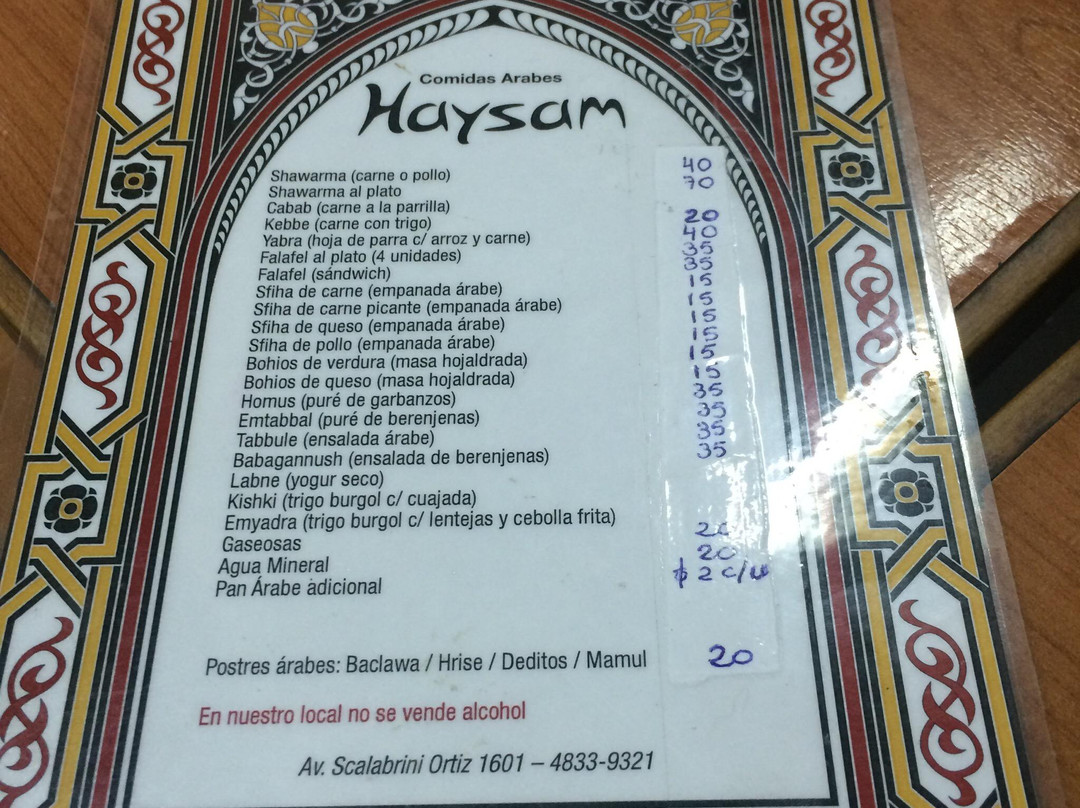 Comidas Arabes
Haysam
Shawarma (carne o pollo) 40
Shawarma al plato 70
Cabab (carne a la parrilla)
Kebbe (carne con trigo) 20
Yabra (hoja de parra c/ arroz y carne) 40
Falafel al plato (4 unidades) 35
Falafel (sándwich) 35
Sfiha de carne (empanada árabe) 15
Sfiha de carne picante (empanada árabe) 15
Sfiha de queso (empanada árabe) 15
Sfiha de pollo (empanada árabe) 15
Bohios de verdura (masa hojaldrada) 15
Bohios de queso (masa hojaldrada) 15
Homus (puré de garbanzos) 35
Emtabbal (puré de berenjenas) 35
Tabbule (ensalada árabe) 35
Babagannush (ensalada de berenjenas) 35
Labne (yogur seco)
Kishki (trigo burgol c/ cuajada)
Emyadra (trigo burgol c/ lentejas y cebolla frita)
Gaseosas 20
Agua Mineral 20
Pan Árabe adicional $ 2 c/u
Postres árabes: Baclawa / Hrise / Deditos / Mamul 20
En nuestro local no se vende alcohol
Av. Scalabrini Ortiz 1601 – 4833-9321